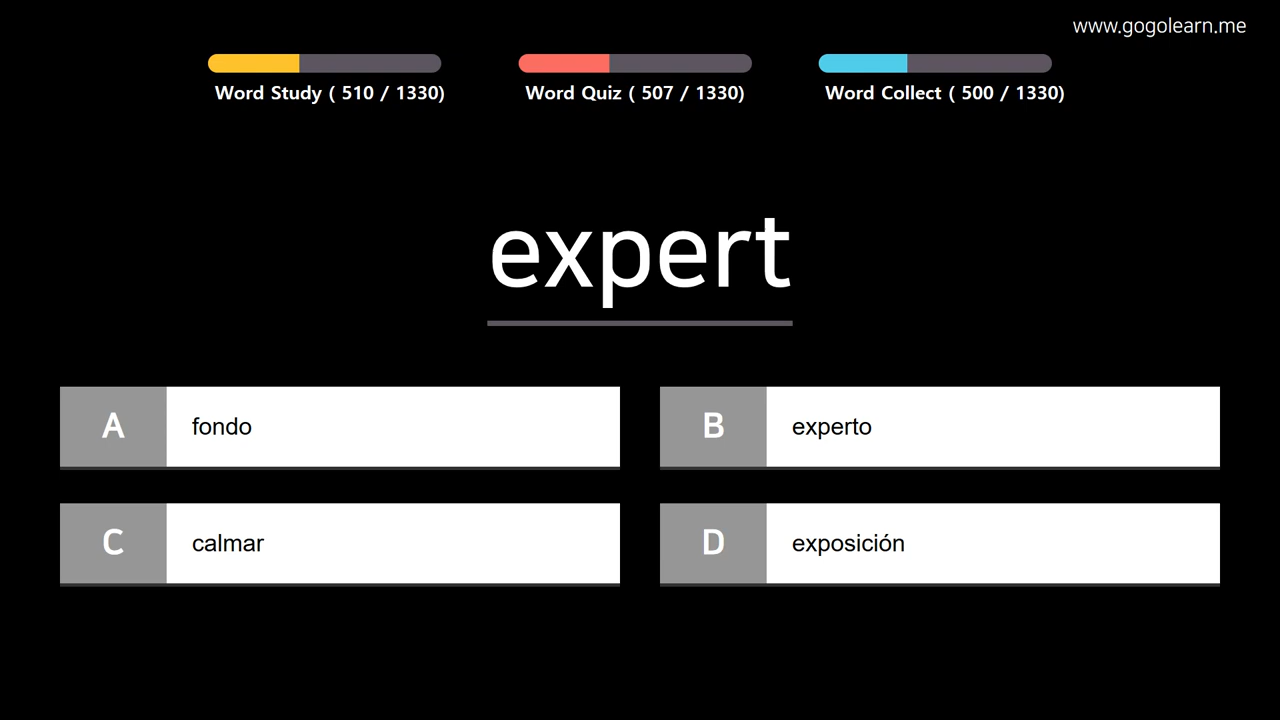 www.gogolearn.me
Word Study ( 510 / 1330)
Word Quiz ( 507 / 1330)
Word Collect ( 500 / 1330)
expert
A fondo
B experto
C calmar
D exposición